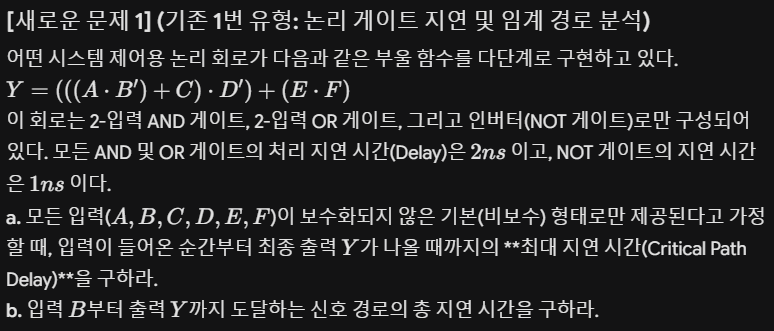 [새로운 문제 1] (기존 1번 유형: 논리 게이트 지연 및 임계 경로 분석)
어떤 시스템 제어용 논리 회로가 다음과 같은 부울 함수를 다단계로 구현하고 있다.
Y = (((A · B′) + C) · D′) + (E · F)
이 회로는 2-입력 AND 게이트, 2-입력 OR 게이트, 그리고 인버터(NOT 게이트)로만 구성되어
있다. 모든 AND 및 OR 게이트의 처리 지연 시간(Delay)은 2ns 이고, NOT 게이트의 지연 시간
은 1ns 이다.
a. 모든 입력(A, B, C, D, E, F)이 보수화되지 않은 기본(비보수) 형태로만 제공된다고 가정
할 때, 입력이 들어온 순간부터 최종 출력 Y가 나올 때까지의 **최대 지연 시간(Critical Path
Delay)**을 구하라.
b. 입력 B부터 출력 Y까지 도달하는 신호 경로의 총 지연 시간을 구하라.